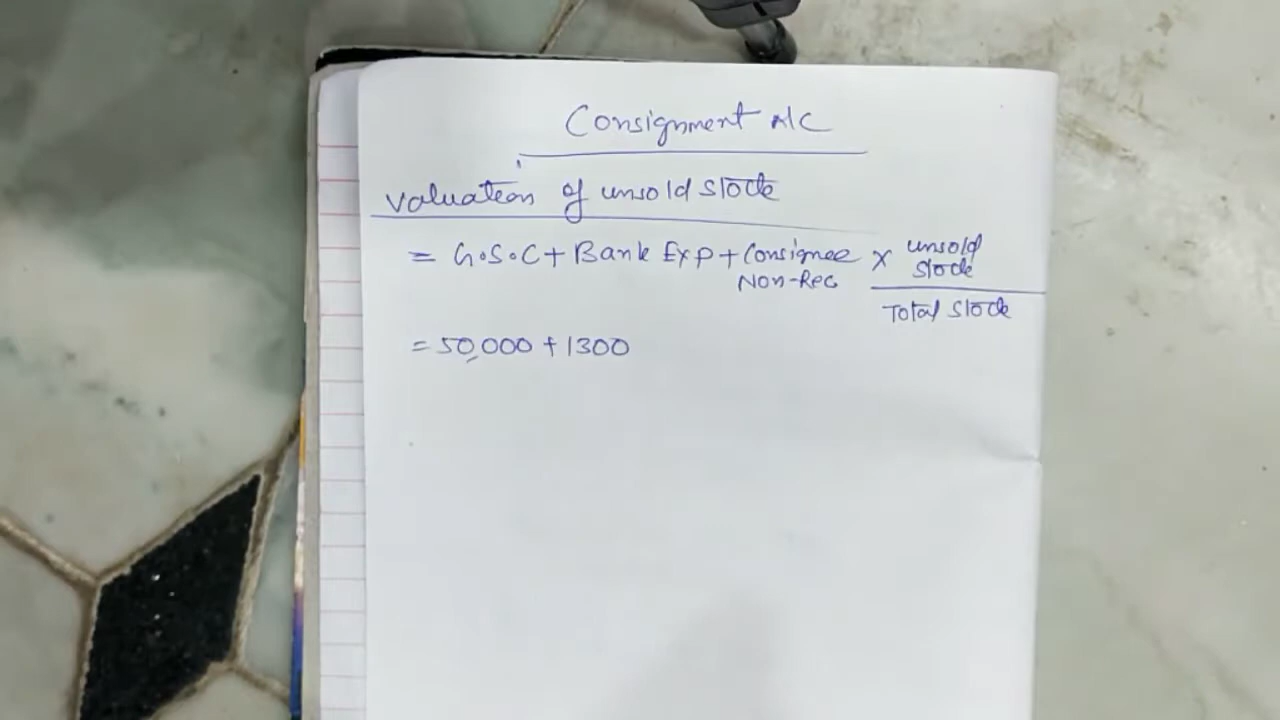 Consignment A/C
valuation of unsold stock
= G.S.O.C + Bank Exp + Consignee Non-Rec × unsold stock
Total stock
= 50,000 + 1300